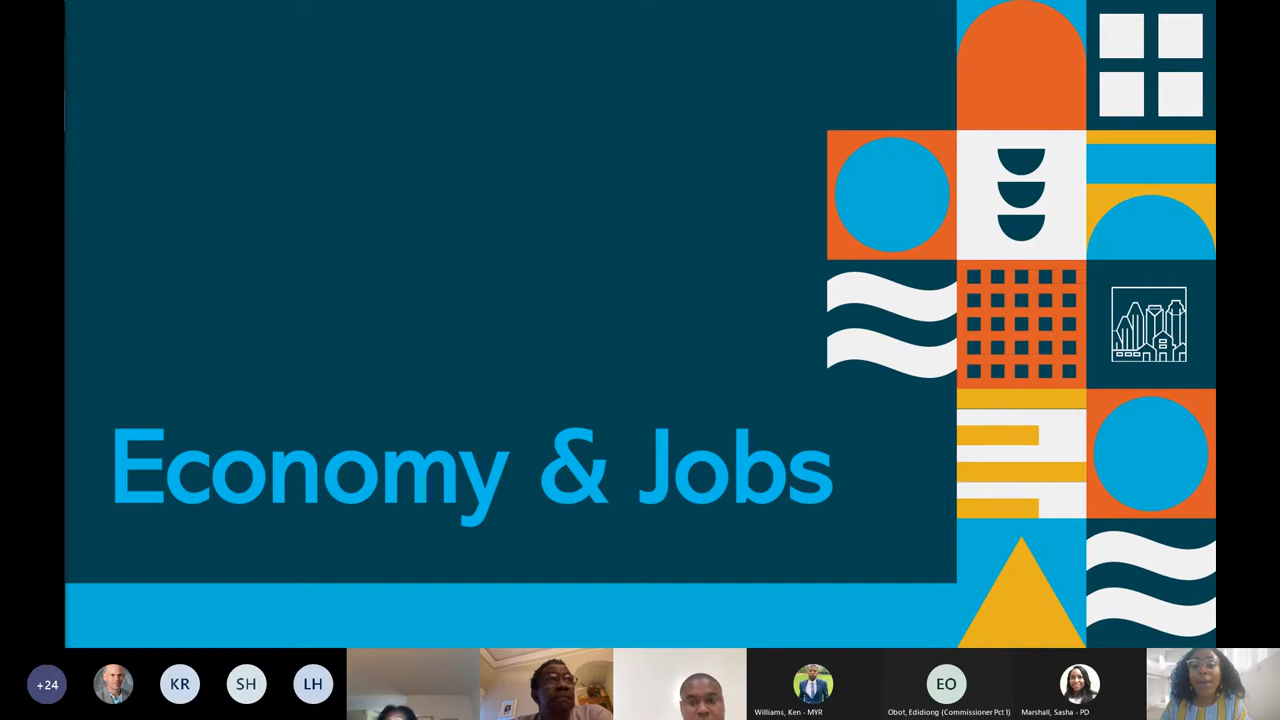 Economy & Jobs
+24
KR
SH
LH
Williams, Ken - MYR
EO
Obot, Edidiong (Commissioner Pct 1)
Marshall, Sasha - PD